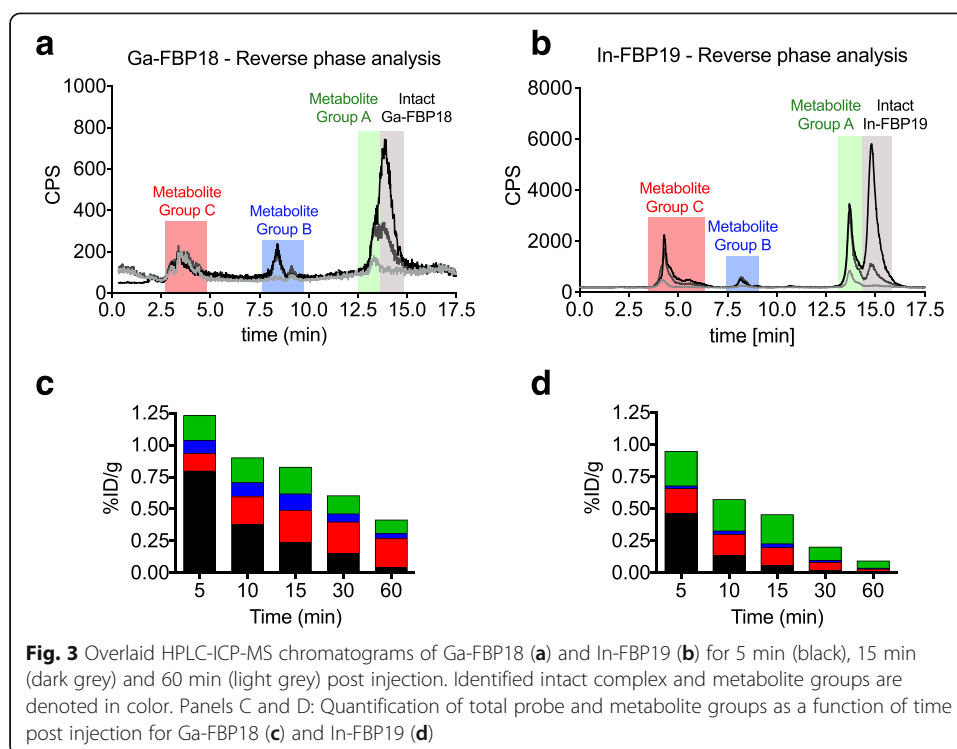 a
Ga-FBP18 - Reverse phase analysis
1000
800
600
400
200
0
CPS
Metabolite
Group A
Intact
Ga-FBP18
Metabolite
Group C
Metabolite
Group B
0.0 2.5 5.0 7.5 10.0 12.5 15.0 17.5
time (min)
b
In-FBP19 - Reverse phase analysis
8000
6000
4000
2000
0
CPS
Metabolite
Group A
Intact
In-FBP19
Metabolite
Group C
Metabolite
Group B
0.0 2.5 5.0 7.5 10.0 12.5 15.0 17.5
time [min]
c
1.25
1.00
0.75
0.50
0.25
0.00
%ID/g
5 10 15 30 60
Time (min)
d
1.25
1.00
0.75
0.50
0.25
0.00
%ID/g
5 10 15 30 60
Time (min)
Fig. 3 Overlaid HPLC-ICP-MS chromatograms of Ga-FBP18 (a) and In-FBP19 (b) for 5 min (black), 15 min
(dark grey) and 60 min (light grey) post injection. Identified intact complex and metabolite groups are
denoted in color. Panels C and D: Quantification of total probe and metabolite groups as a function of time
post injection for Ga-FBP18 (c) and In-FBP19 (d)